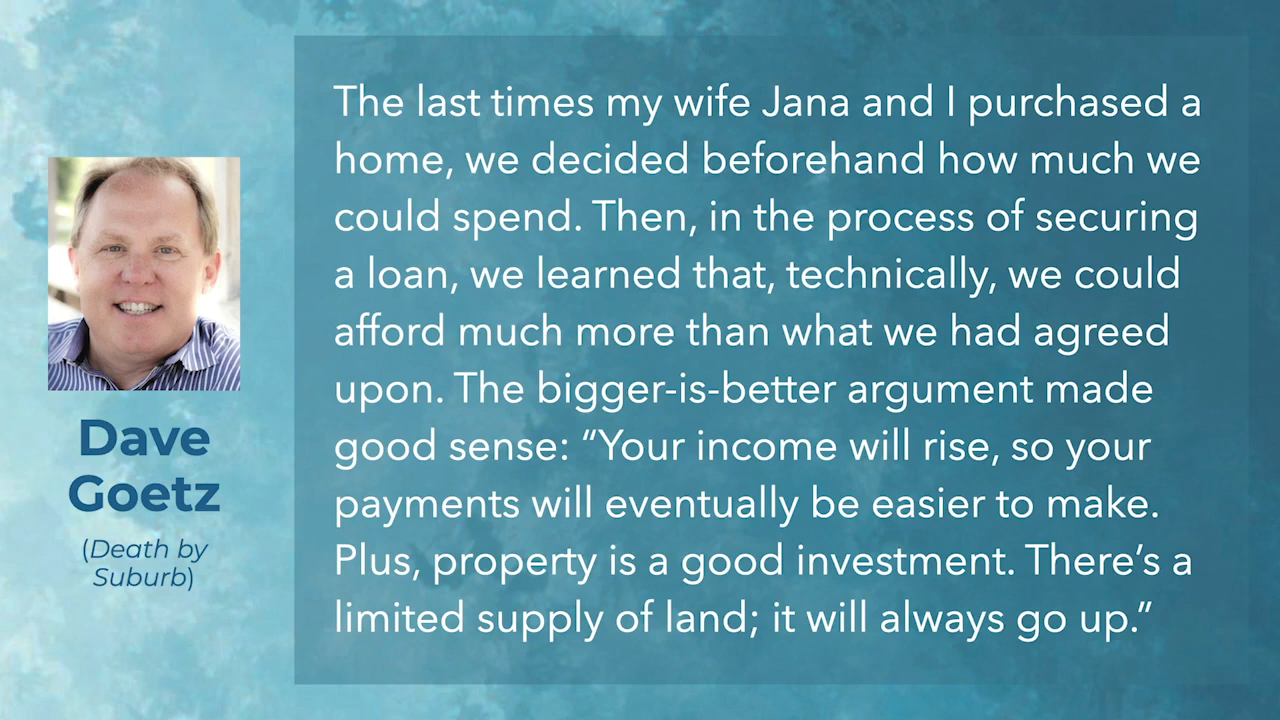 Dave
Goetz
(Death by
Suburb)
The last times my wife Jana and I purchased a
home, we decided beforehand how much we
could spend. Then, in the process of securing
a loan, we learned that, technically, we could
afford much more than what we had agreed
upon. The bigger-is-better argument made
good sense: “Your income will rise, so your
payments will eventually be easier to make.
Plus, property is a good investment. There’s a
limited supply of land; it will always go up.”